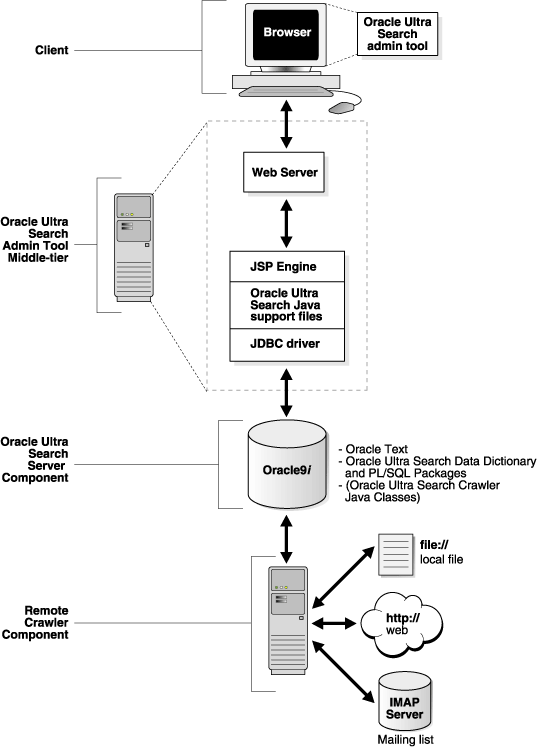 Client
Browser
Oracle Ultra
Search
admin tool
Web Server
Oracle Ultra
Search
Admin Tool
Middle-tier
JSP Engine
Oracle Ultra
Search Java
support files
JDBC driver
Oracle Ultra
Search
Server
Component
Oracle9i
- Oracle Text
- Oracle Ultra Search Data Dictionary
and PL/SQL Packages
- (Oracle Ultra Search Crawler
Java Classes)
Remote
Crawler
Component
file://
local file
http://
web
IMAP
Server
Mailing list